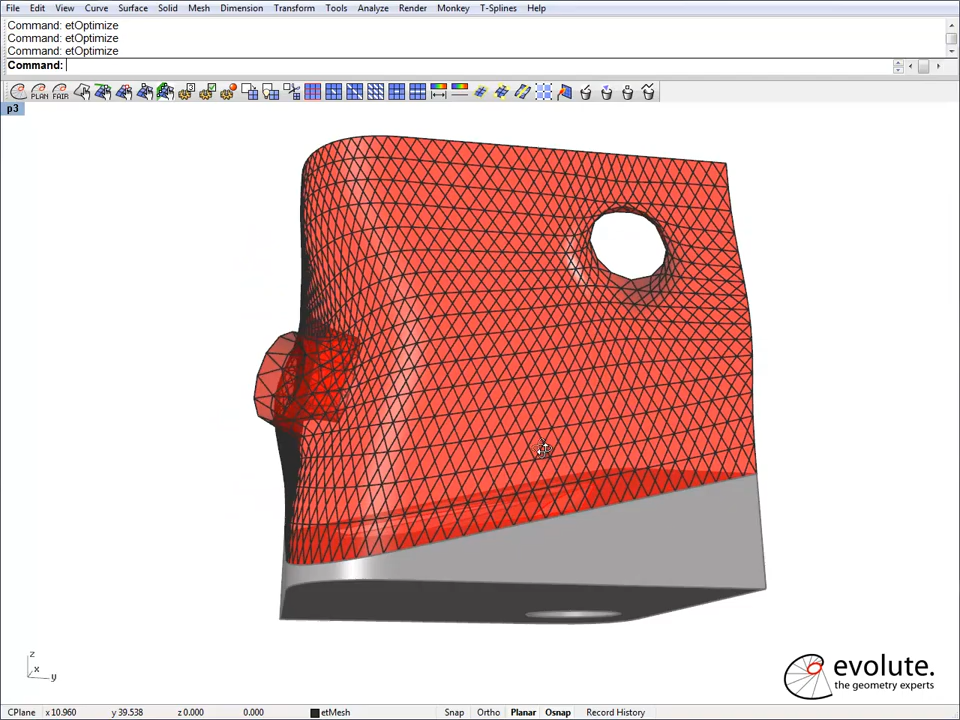 File Edit View Curve Surface Solid Mesh Dimension Transform Tools Analyze Render Monkey T-Splines Help
Command: etOptimize
Command: etOptimize
Command: etOptimize
Command:
PLAN FAIR
p3
z
x
y
evolute.
the geometry experts
CPlane x 10.960 y 39.538 z 0.000 0.000 etMesh Snap Ortho Planar Osnap Record History